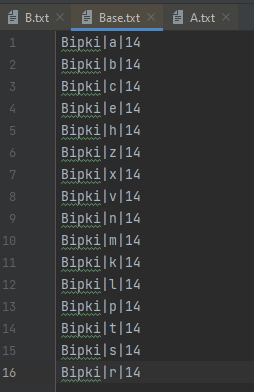 B.txt Base.txt A.txt
1 Bipki|a|14
2 Bipki|b|14
3 Bipki|c|14
4 Bipki|e|14
5 Bipki|h|14
6 Bipki|z|14
7 Bipki|x|14
8 Bipki|v|14
9 Bipki|n|14
10 Bipki|m|14
11 Bipki|k|14
12 Bipki|l|14
13 Bipki|p|14
14 Bipki|t|14
15 Bipki|s|14
16 Bipki|r|14